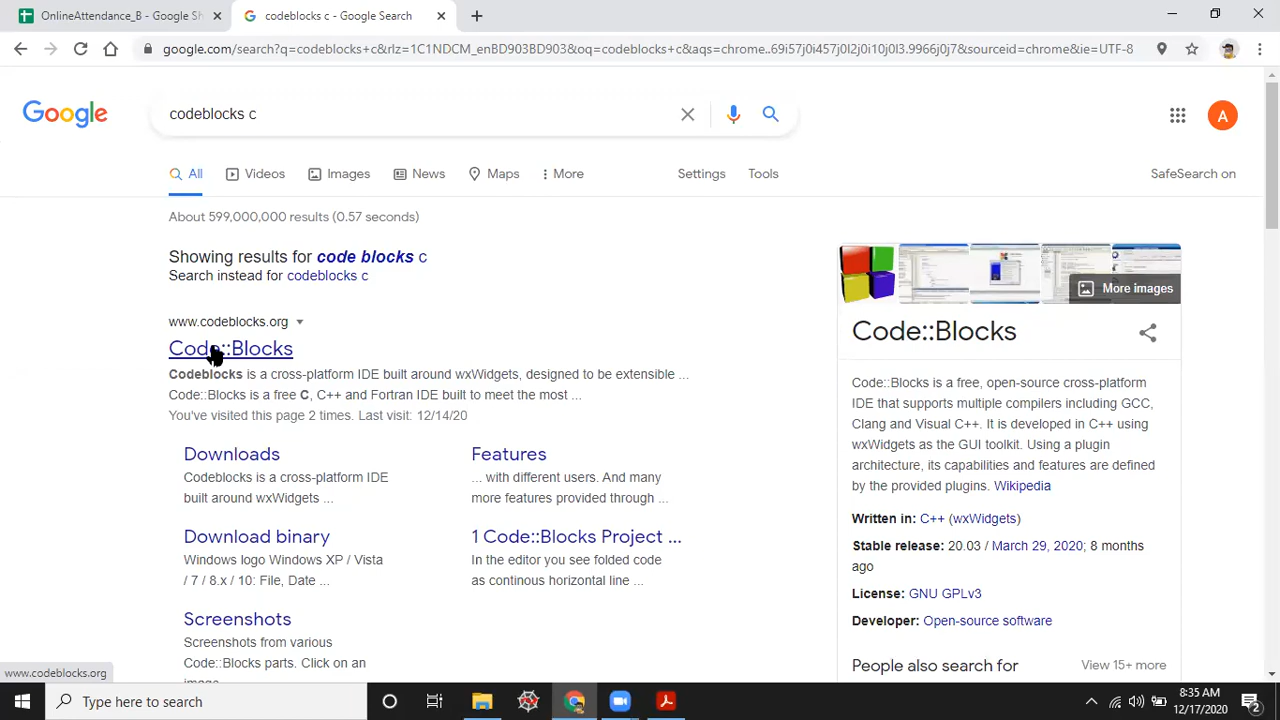 OnlineAttendance_B - Google Sh
codeblocks c - Google Search
google.com/search?q=codeblocks+c&rlz=1C1NDCM_enBD903BD903&oq=codeblocks+c&aqs=chrome..69i57j0i457j0l2j0i10j0l3.9966j0j7&sourceid=chrome&ie=UTF-8
Google
codeblocks c
A
All
Videos
Images
News
Maps
More
Settings
Tools
SafeSearch on
About 599,000,000 results (0.57 seconds)
Showing results for code blocks c
Search instead for codeblocks c
www.codeblocks.org
Code::Blocks
Codeblocks is a cross-platform IDE built around wxWidgets, designed to be extensible ...
Code::Blocks is a free C, C++ and Fortran IDE built to meet the most ...
You've visited this page 2 times. Last visit: 12/14/20
Downloads
Codeblocks is a cross-platform IDE
built around wxWidgets ...
Features
... with different users. And many
more features provided through ...
Download binary
Windows logo Windows XP / Vista
/ 7 / 8.x / 10: File, Date ...
1 Code::Blocks Project ...
In the editor you see folded code
as continous horizontal line ...
Screenshots
Screenshots from various
Code::Blocks parts. Click on an
image
More images
Code::Blocks
Code::Blocks is a free, open-source cross-platform
IDE that supports multiple compilers including GCC,
Clang and Visual C++. It is developed in C++ using
wxWidgets as the GUI toolkit. Using a plugin
architecture, its capabilities and features are defined
by the provided plugins. Wikipedia
Written in: C++ (wxWidgets)
Stable release: 20.03 / March 29, 2020; 8 months
ago
License: GNU GPLv3
Developer: Open-source software
People also search for
View 15+ more
www.codeblocks.org
Type here to search
8:35 AM
12/17/2020
2